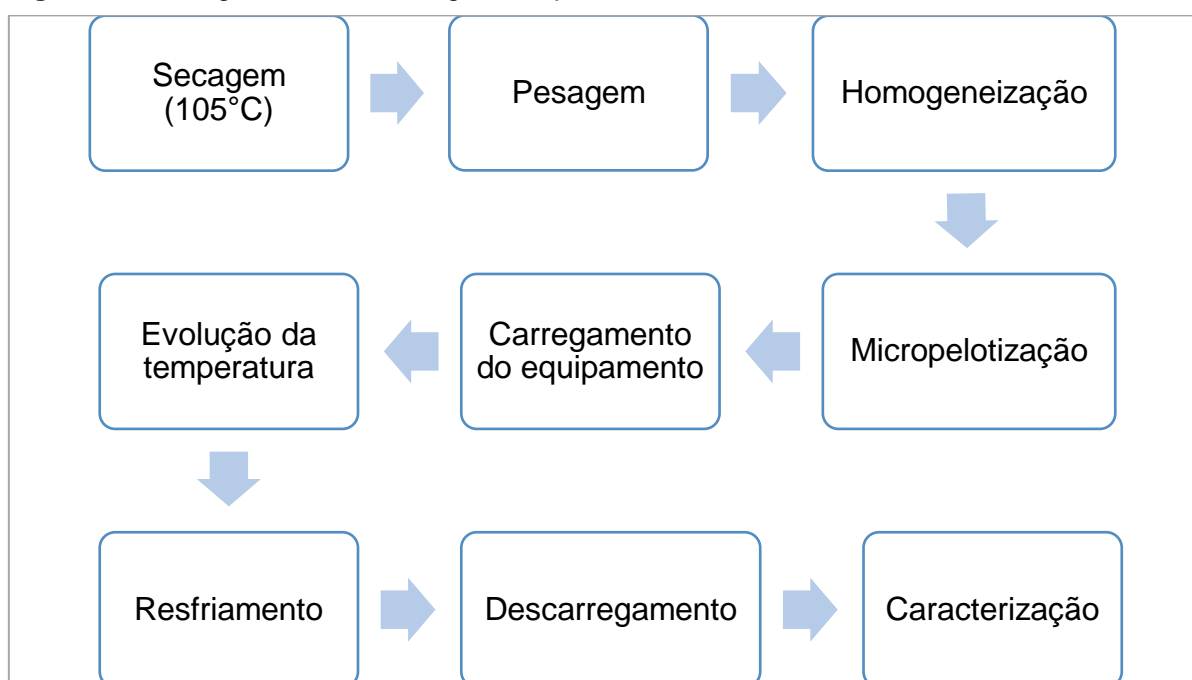 Secagem
(105°C)
Pesagem
Homogeneização
Micropelotização
Carregamento
do equipamento
Evolução da
temperatura
Resfriamento
Descarregamento
Caracterização